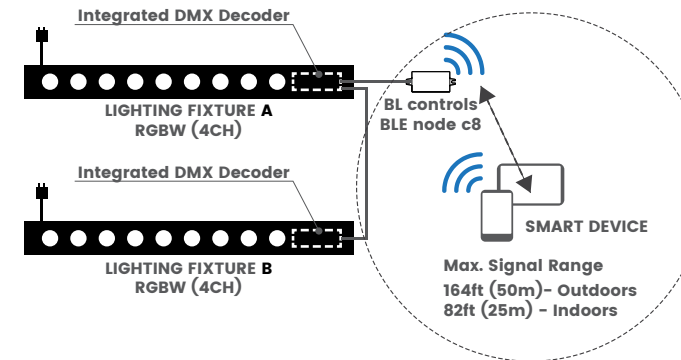 Integrated DMX Decoder
LIGHTING FIXTURE A
RGBW (4CH)
BL controls
BLE node c8
Integrated DMX Decoder
LIGHTING FIXTURE B
RGBW (4CH)
SMART DEVICE
Max. Signal Range
164ft (50m)- Outdoors
82ft (25m) - Indoors